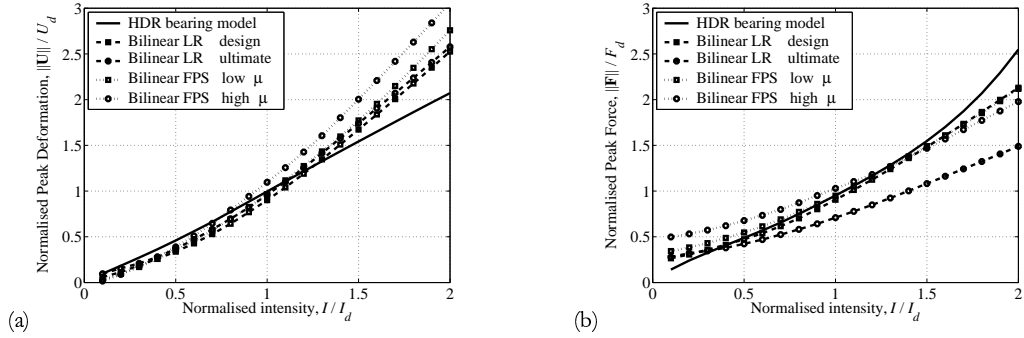 3
2.5
2
1.5
1
0.5
0
0 0.5 1 1.5 2
Normalised Peak Deformation, ||U|| / U_d
Normalised intensity, I / I_d
HDR bearing model
Bilinear LR design
Bilinear LR ultimate
Bilinear FPS low μ
Bilinear FPS high μ
(a)
3
2.5
2
1.5
1
0.5
0
0 0.5 1 1.5 2
Normalised Peak Force, ||F|| / F_d
Normalised intensity, I / I_d
HDR bearing model
Bilinear LR design
Bilinear LR ultimate
Bilinear FPS low μ
Bilinear FPS high μ
(b)